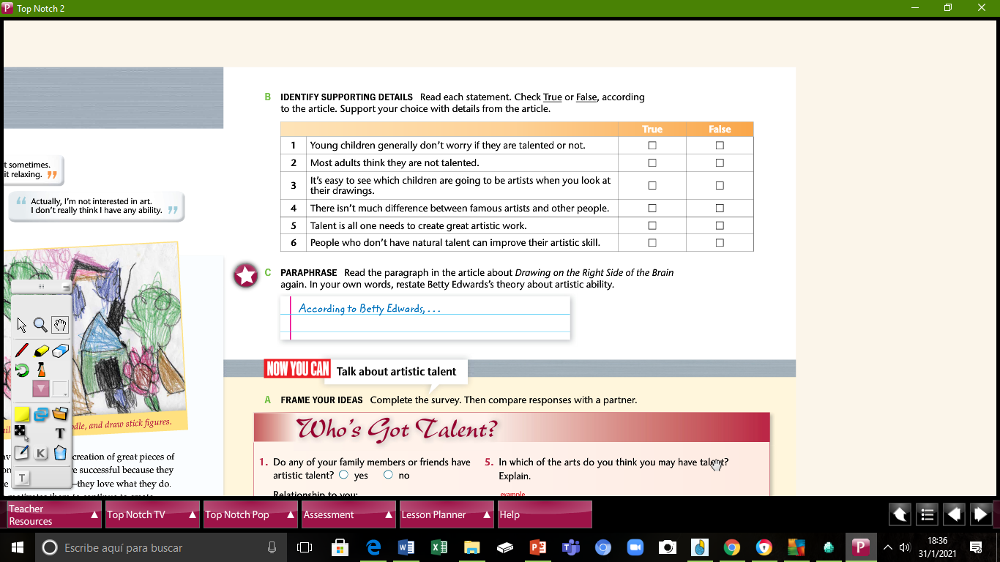 Top Notch 2
B IDENTIFY SUPPORTING DETAILS Read each statement. Check True or False, according
to the article. Support your choice with details from the article.
True False
1 Young children generally don't worry if they are talented or not.
2 Most adults think they are not talented.
3 It's easy to see which children are going to be artists when you look at
their drawings.
4 There isn't much difference between famous artists and other people.
5 Talent is all one needs to create great artistic work.
6 People who don't have natural talent can improve their artistic skill.
t sometimes.
it relaxing. ”
“ Actually, I'm not interested in art.
I don't really think I have any ability. ”
C PARAPHRASE Read the paragraph in the article about Drawing on the Right Side of the Brain
again. In your own words, restate Betty Edwards's theory about artistic ability.
According to Betty Edwards, . . .
NOW YOU CAN Talk about artistic talent
A FRAME YOUR IDEAS Complete the survey. Then compare responses with a partner.
Who's Got Talent?
1. Do any of your family members or friends have
artistic talent? yes no
Relationship to you:
5. In which of the arts do you think you may have talent?
Explain.
example
dle, and draw stick figures.
creation of great pieces of
successful because they
—they love what they do.
T
K
T
Teacher
Resources
Top Notch TV
Top Notch Pop
Assessment
Lesson Planner
Help
Escribe aquí para buscar
18:36
31/1/2021